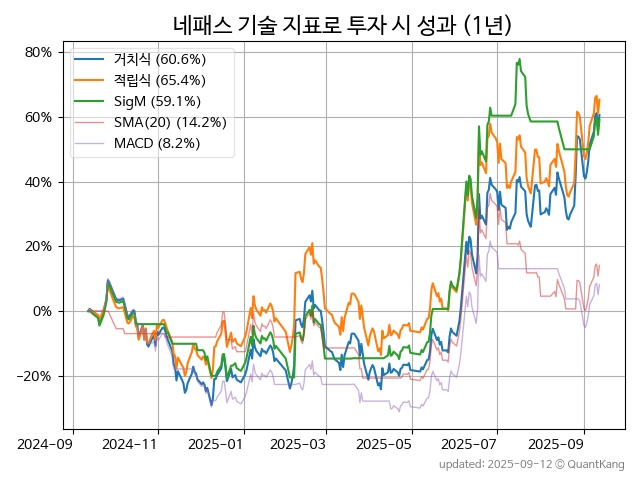 네패스 기술 지표로 투자 시 성과 (1년)
80%
60%
40%
20%
0%
−20%
거치식 (60.6%)
적립식 (65.4%)
SigM (59.1%)
SMA(20) (14.2%)
MACD (8.2%)
2024-09 2024-11 2025-01 2025-03 2025-05 2025-07 2025-09
updated: 2025-09-12 © QuantKang